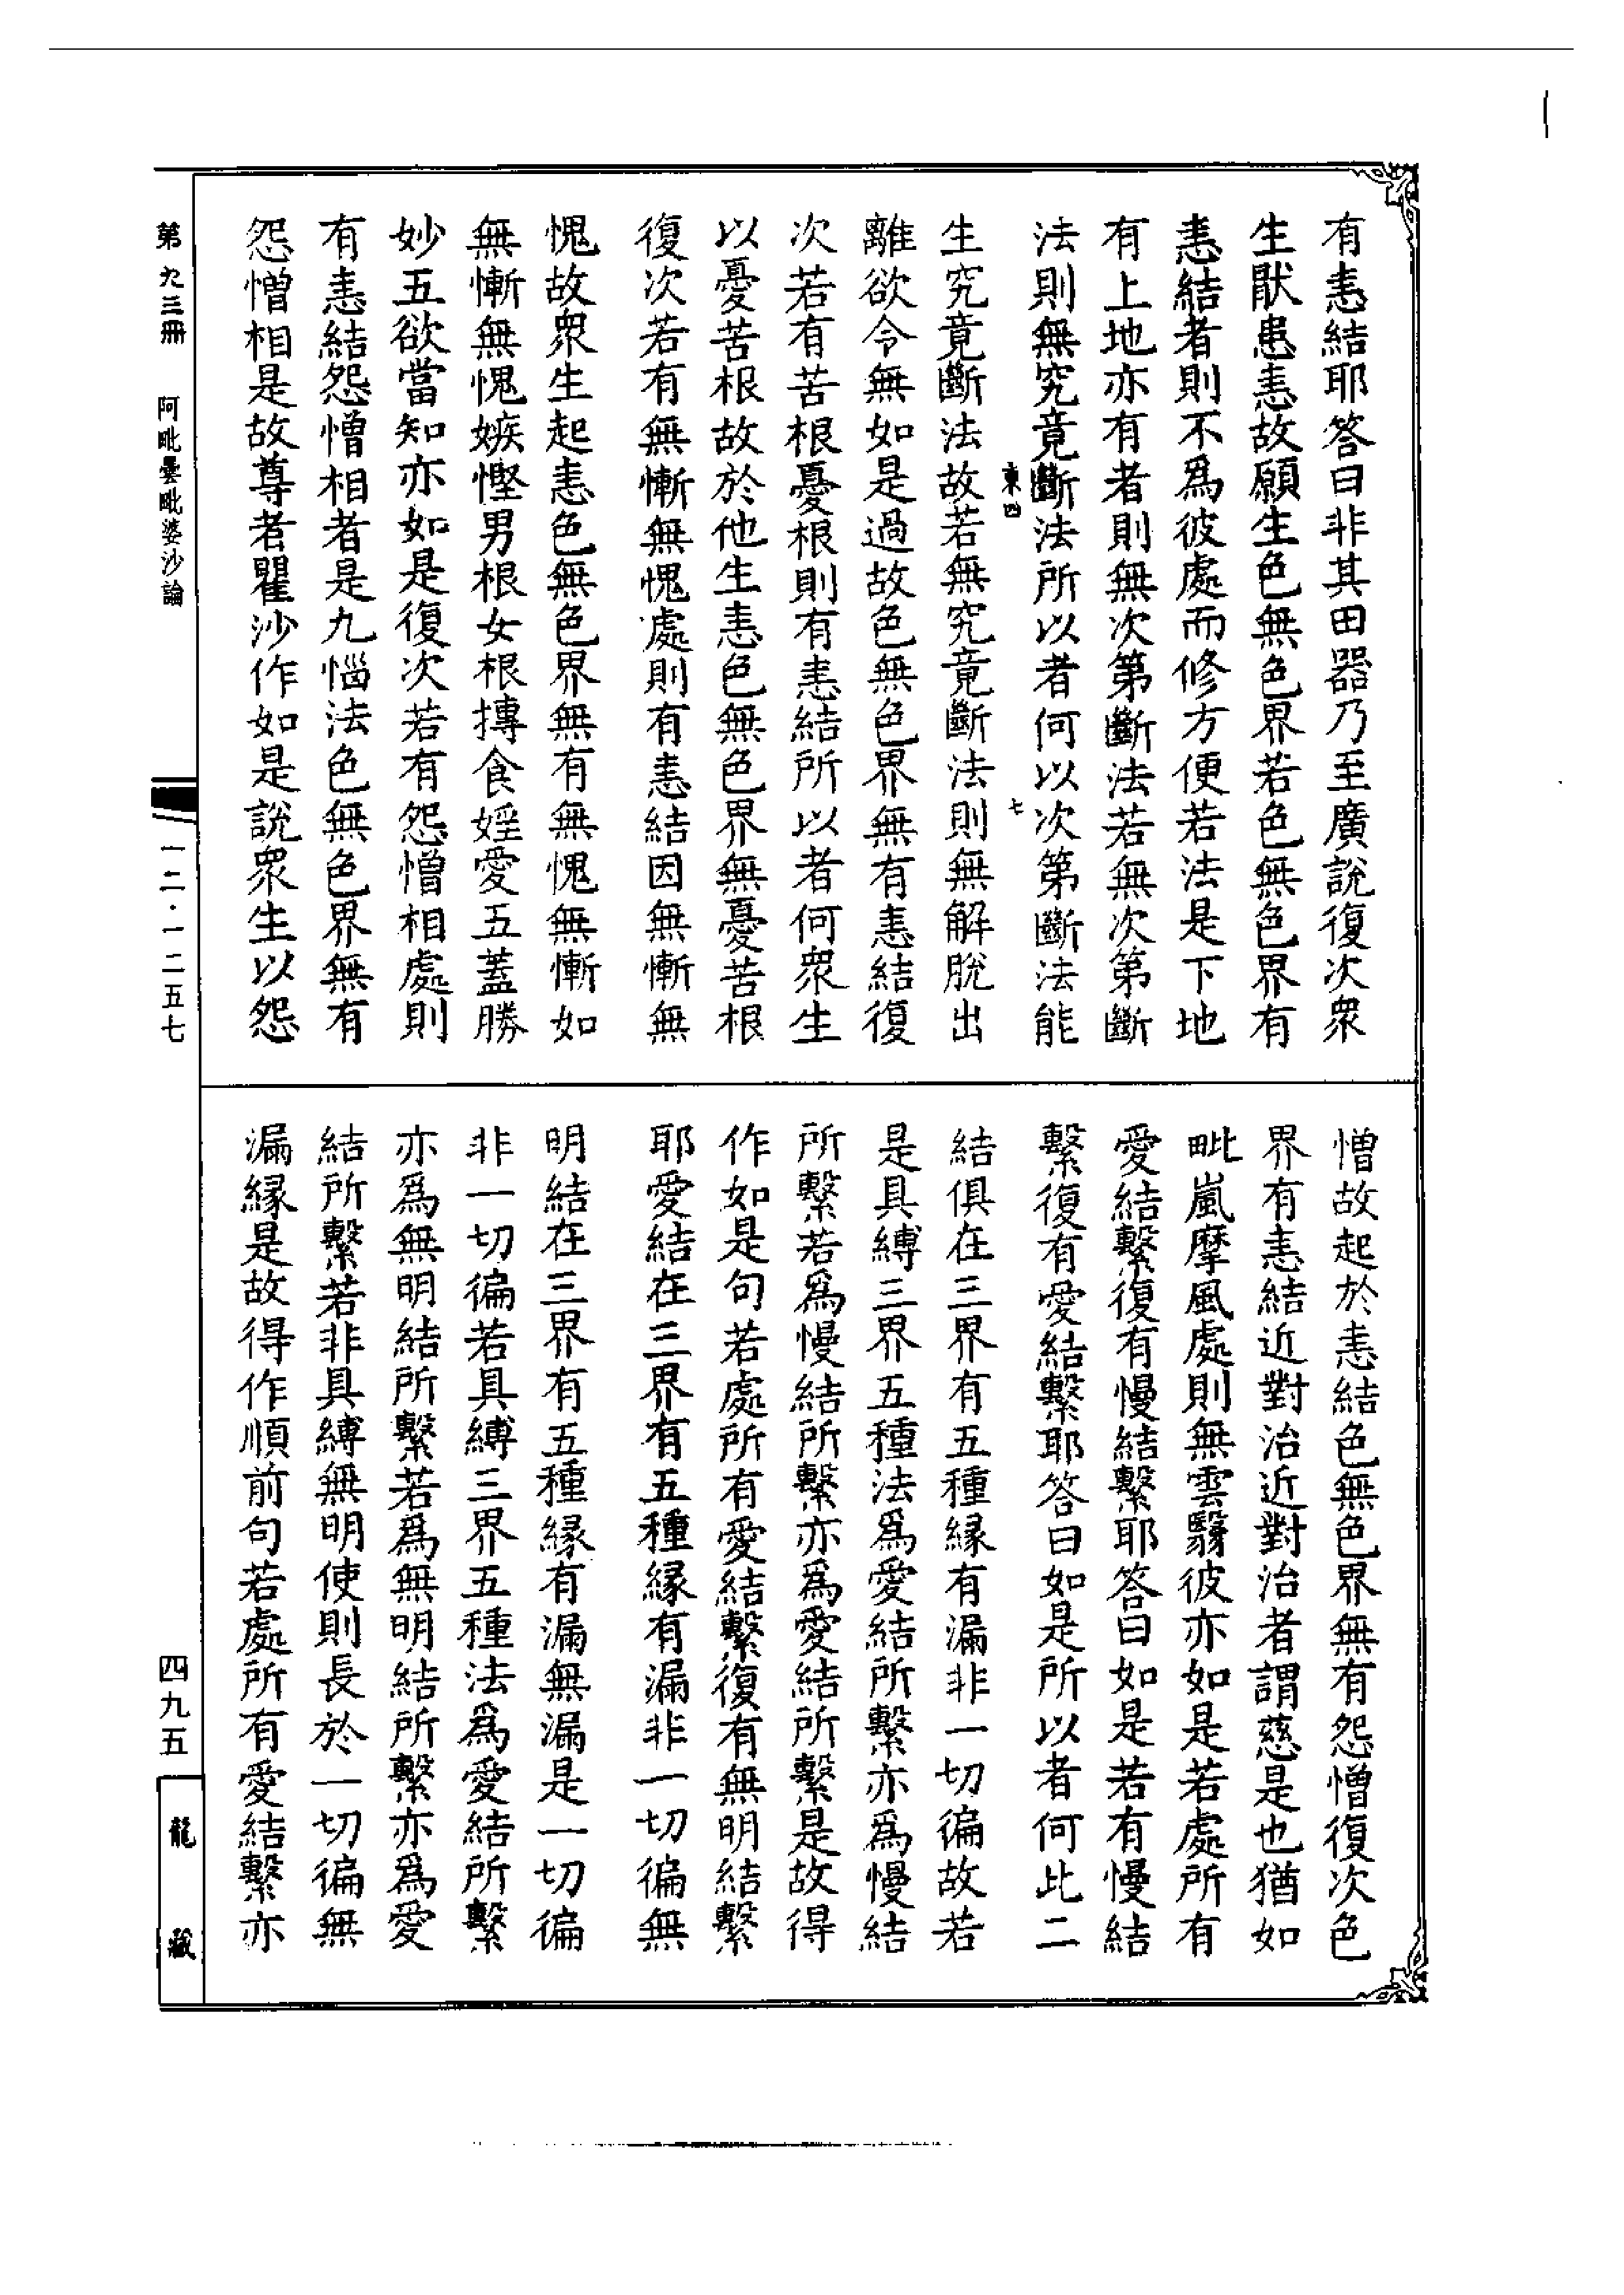 有恚結耶答曰非其田器乃至廣説復次衆
生厭患恚故願生色無色界若色無色界有
恚結者則不爲彼處而修方便若法是下地
有上地亦有者則無次第斷法若無次第斷
法則無究竟斷法所以者何以次第斷法能
東四
七
生究竟斷法故若無究竟斷法則無解脫出
離欲令無如是過故色無色界無有恚結復
次若有苦根憂根則有恚結所以者何衆生
以憂苦根故於他生恚色無色界無憂苦根
復次若有無慚無愧處則有恚結因無慚無
愧故衆生起恚色無色界無有無愧無慚如
無慚無愧嫉慳男根女根摶食婬愛五蓋勝
妙五欲當知亦如是復次若有怨憎相處則
有恚結怨憎相者是九惱法色無色界無有
怨憎相是故尊者瞿沙作如是説衆生以怨
憎故起於恚結色無色界無有怨憎復次色
界有恚結近對治近對治者謂慈是也猶如
毗嵐摩風處則無雲翳彼亦如是若處所有
愛結繫復有慢結繫耶答曰如是若有慢結
繫復有愛結繫耶答曰如是所以者何此二
結俱在三界有五種緣有漏非一切徧故若
是具縛三界五種法爲愛結所繫亦爲慢結
所繫若爲慢結所繫亦爲愛結所繫是故得
作如是句若處所有愛結繫復有無明結繫
耶愛結在三界有五種緣有漏非一切徧無
明結在三界有五種緣有漏無漏是一切徧
非一切徧若具縛三界五種法爲愛結所繫
亦爲無明結所繫若爲無明結所繫亦爲愛
結所繫若非具縛無明使則長於一切徧無
漏緣是故得作順前句若處所有愛結繫亦
第九三冊 阿毗曇毗婆沙論
一二·一二五七
四九五
龍藏